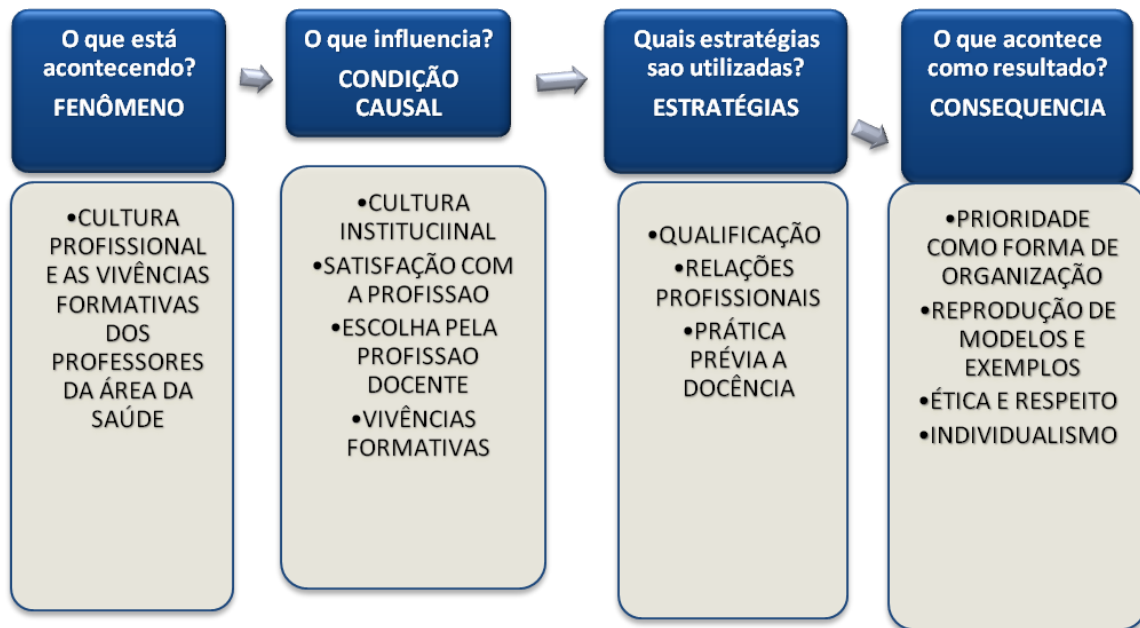 O que está
acontecendo?
FENÔMENO
•CULTURA
PROFISSIONAL
E AS VIVÊNCIAS
FORMATIVAS
DOS
PROFESSORES
DA ÁREA DA
SAÚDE
O que influencia?
CONDIÇÃO
CAUSAL
•CULTURA
INSTITUCIINAL
•SATISFAÇÃO COM
A PROFISSAO
•ESCOLHA PELA
PROFISSAO
DOCENTE
•VIVÊNCIAS
FORMATIVAS
Quais estratégias
sao utilizadas?
ESTRATÉGIAS
•QUALIFICAÇÃO
•RELAÇÕES
PROFISSIONAIS
•PRÁTICA
PRÉVIA A
DOCÊNCIA
O que acontece
como resultado?
CONSEQUENCIA
•PRIORIDADE
COMO FORMA DE
ORGANIZAÇÃO
•REPRODUÇÃO DE
MODELOS E
EXEMPLOS
•ÉTICA E RESPEITO
•INDIVIDUALISMO